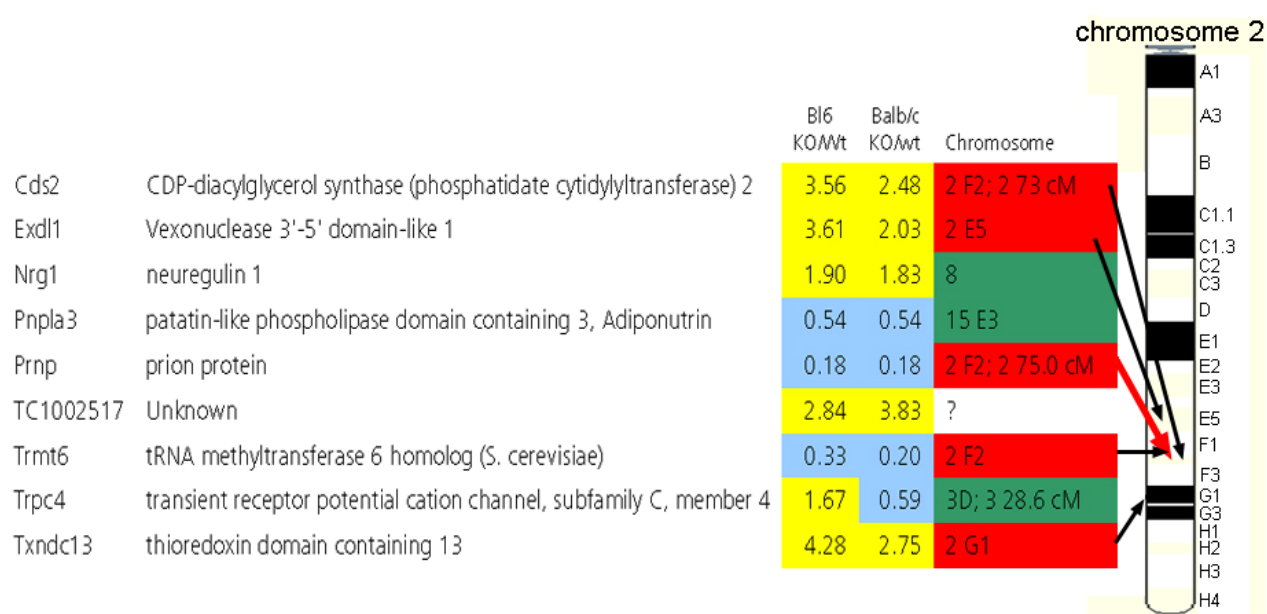 chromosome 2
Bl6 Balb/c
KO/Wt KO/wt Chromosome
Cds2 CDP-diacylglycerol synthase (phosphatidate cytidylyltransferase) 2 3.56 2.48 2 F2; 2 73 cM
Exdl1 Vexonuclease 3'-5' domain-like 1 3.61 2.03 2 E5
Nrg1 neuregulin 1 1.90 1.83 8
Pnpla3 patatin-like phospholipase domain containing 3, Adiponutrin 0.54 0.54 15 E3
Prnp prion protein 0.18 0.18 2 F2; 2 75.0 cM
TC1002517 Unknown 2.84 3.83 ?
Trmt6 tRNA methyltransferase 6 homolog (S. cerevisiae) 0.33 0.20 2 F2
Trpc4 transient receptor potential cation channel, subfamily C, member 4 1.67 0.59 3D; 3 28.6 cM
Txndc13 thioredoxin domain containing 13 4.28 2.75 2 G1
A1
A3
B
C1.1
C1.3
C2
C3
D
E1
E2
E3
E5
F1
F3
G1
G3
H1
H2
H3
H4